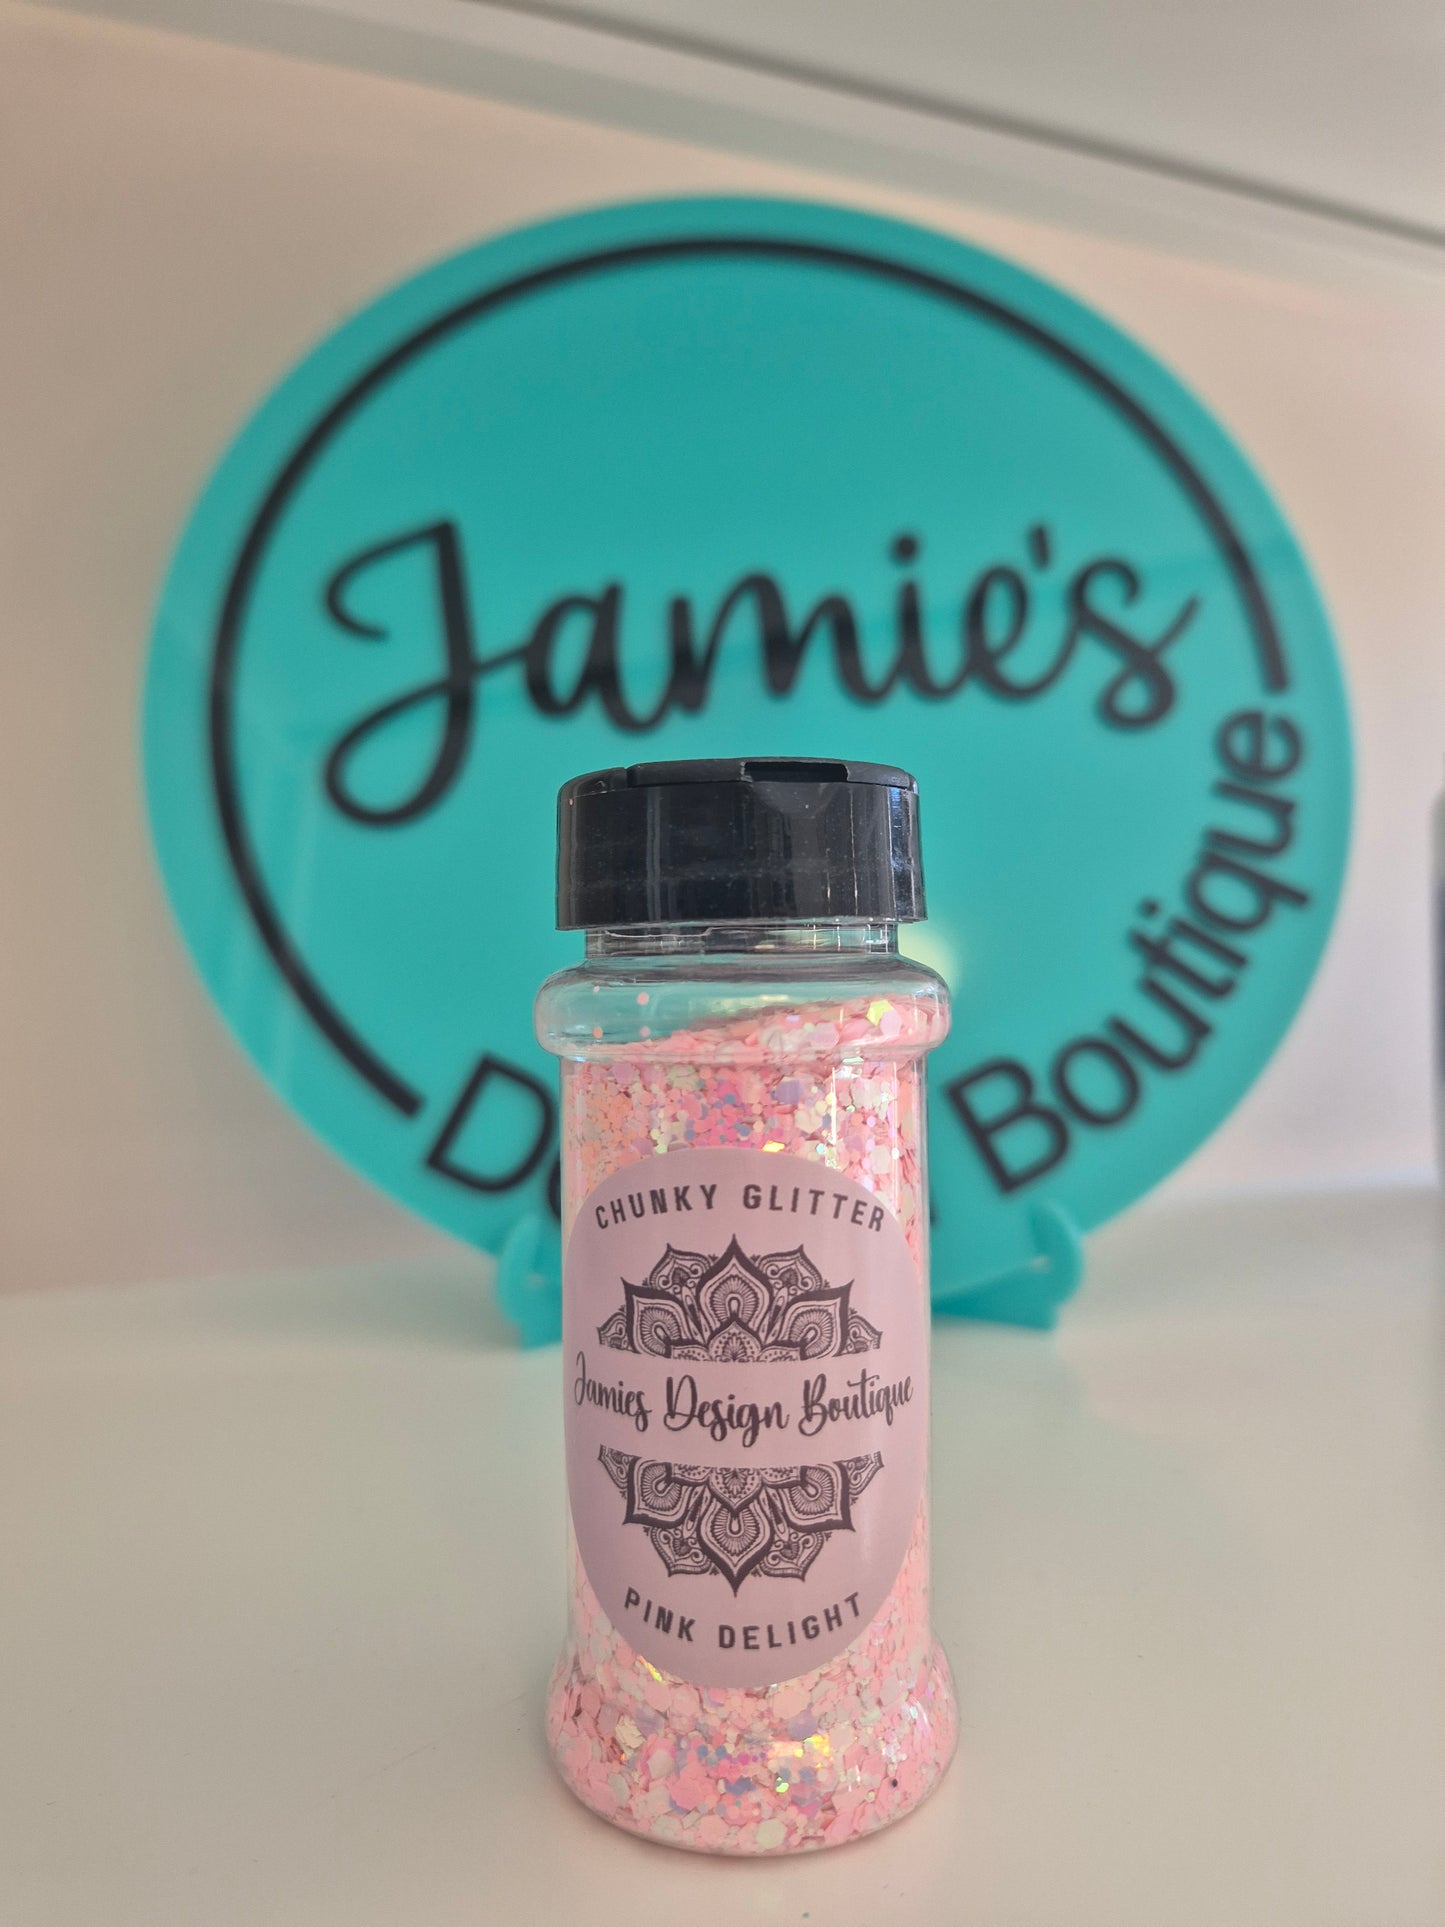 Jamie's
Boutique
CHUNKY GLITTER
Jamies Design Boutique
PINK DELIGHT